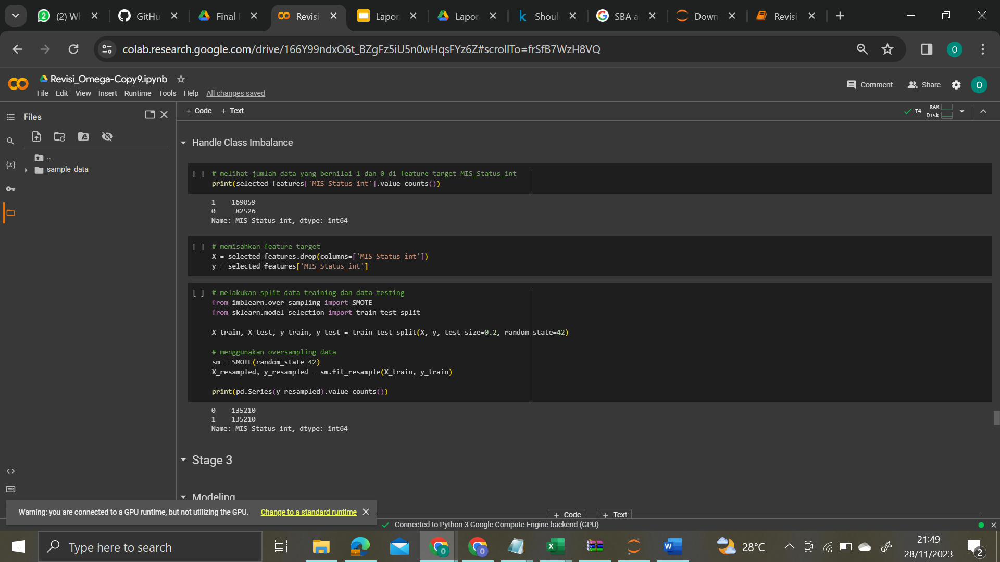 (2) Wh
GitHu
Final
Revisi
Lapor
Lapor
Shoul
SBA a
Down
Revisi
colab.research.google.com/drive/166Y99ndxO6t_BZgFz5iU5n0wHqsFYz6Z#scrollTo=frSfB7WzH8VQ
O
Revisi_Omega-Copy9.ipynb
File Edit View Insert Runtime Tools Help All changes saved
Comment
Share
O
Files
+ Code + Text
T4
RAM
Disk
..
sample_data
{x}
Handle Class Imbalance
[ ] # melihat jumlah data yang bernilai 1 dan 0 di feature target MIS_Status_int
print(selected_features['MIS_Status_int'].value_counts())
1 169059
0 82526
Name: MIS_Status_int, dtype: int64
[ ] # memisahkan feature target
X = selected_features.drop(columns=['MIS_Status_int'])
y = selected_features['MIS_Status_int']
[ ] # melakukan split data training dan data testing
from imblearn.over_sampling import SMOTE
from sklearn.model_selection import train_test_split
X_train, X_test, y_train, y_test = train_test_split(X, y, test_size=0.2, random_state=42)
# menggunakan oversampling data
sm = SMOTE(random_state=42)
X_resampled, y_resampled = sm.fit_resample(X_train, y_train)
print(pd.Series(y_resampled).value_counts())
0 135210
1 135210
Name: MIS_Status_int, dtype: int64
Stage 3
Modeling
Warning: you are connected to a GPU runtime, but not utilizing the GPU. Change to a standard runtime
+ Code + Text
Connected to Python 3 Google Compute Engine backend (GPU)
Type here to search
28°C
21:49
28/11/2023
2